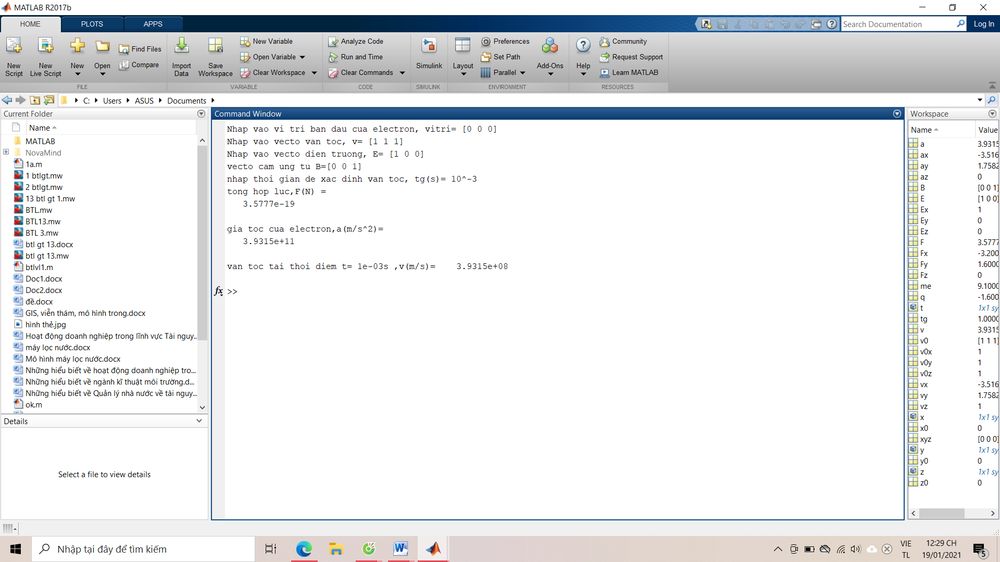 MATLAB R2017b
HOME PLOTS APPS
Search Documentation
Log In
New Script
New Live Script
New
Open
Find Files
Compare
FILE
Import Data
Save Workspace
New Variable
Open Variable
Clear Workspace
VARIABLE
Analyze Code
Run and Time
Clear Commands
CODE
Simulink
SIMULINK
Layout
Preferences
Set Path
Parallel
Add-Ons
ENVIRONMENT
Help
Community
Request Support
Learn MATLAB
RESOURCES
C: Users ASUS Documents
Current Folder
Name
MATLAB
NovaMind
1a.m
1 btlgt.mw
2 btlgt.mw
13 btl gt 1.mw
BTL.mw
BTL13.mw
BTL 3.mw
btl gt 13.docx
btl gt 13.mw
btlvl1.m
Doc1.docx
Doc2.docx
đề.docx
GIS, viễn thám, mô hình trong.docx
hình thẻ.jpg
Hoạt động doanh nghiệp trong lĩnh vực Tài nguy...
máy lọc nước.docx
Mô hình máy lọc nước.docx
Những hiểu biết về hoạt động doanh nghiệp tro...
Những hiểu biết về ngành kĩ thuật môi trường.d...
Những hiểu biết về Quản lý nhà nước về tài nguy...
ok.m
Details
Select a file to view details
Command Window
Nhap vao vi tri ban dau cua electron, vitri= [0 0 0]
Nhap vao vecto van toc, v= [1 1 1]
Nhap vao vecto dien truong, E= [1 0 0]
vecto cam ung tu B=[0 0 1]
nhap thoi gian de xac dinh van toc, tg(s)= 10^-3
tong hop luc,F(N) =
3.5777e-19
gia toc cua electron,a(m/s^2)=
3.9315e+11
van toc tai thoi diem t= 1e-03s ,v(m/s)= 3.9315e+08
fx >>
Workspace
Name Value
a 3.9315
ax -3.516
ay 1.7582
az 0
B [0 0 1]
E [1 0 0]
Ex 1
Ey 0
Ez 0
F 3.5777
Fx -3.200
Fy 1.6000
Fz 0
me 9.1000
q -1.600
t 1x1 sy
tg 1.0000
v 3.9315
v0 [1 1 1]
v0x 1
v0y 1
v0z 1
vx -3.516
vy 1.7582
vz 1
x 1x1 sy
x0 0
xyz [0 0 0]
y 1x1 sy
y0 0
z 1x1 sy
z0 0
Nhập tại đây để tìm kiếm
VIE
TL
12:29 CH
19/01/2021
5